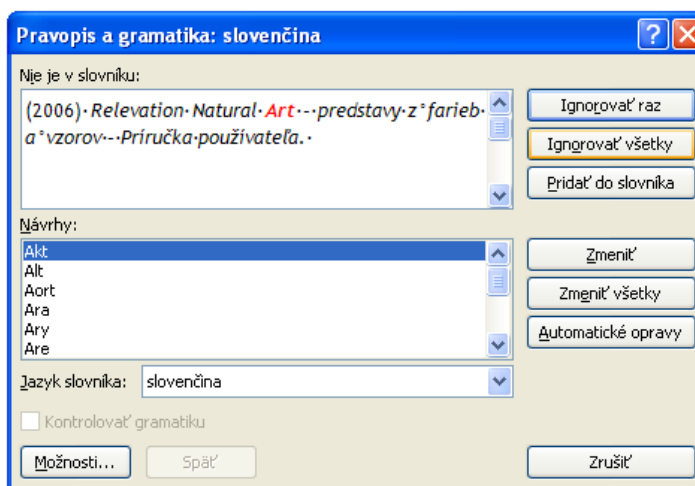 Pravopis a gramatika: slovenčina
Nie je v slovníku:
(2006)·Relevation·Natural·Art·-·predstavy·z°farieb·
a°vzorov·-·Príručka·používateľa.·
Ignorovať raz
Ignorovať všetky
Pridať do slovníka
Návrhy:
Akt
Alt
Aort
Ara
Ary
Are
Zmeniť
Zmeniť všetky
Automatické opravy
Jazyk slovníka:
slovenčina
Kontrolovať gramatiku
Možnosti...
Späť
Zrušiť